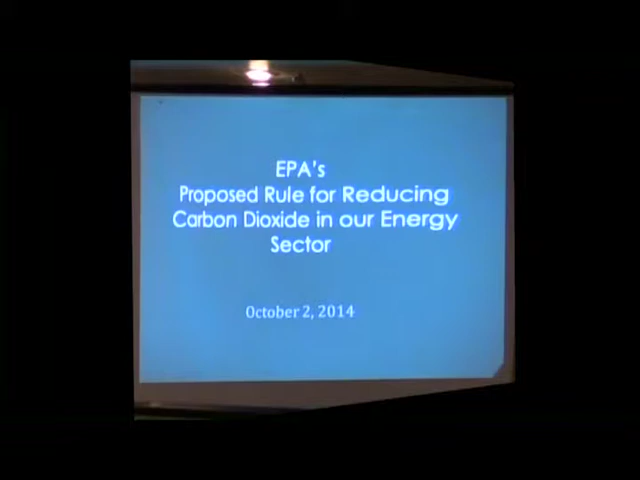 EPA's
Proposed Rule for Reducing
Carbon Dioxide in our Energy
Sector
October 2, 2014